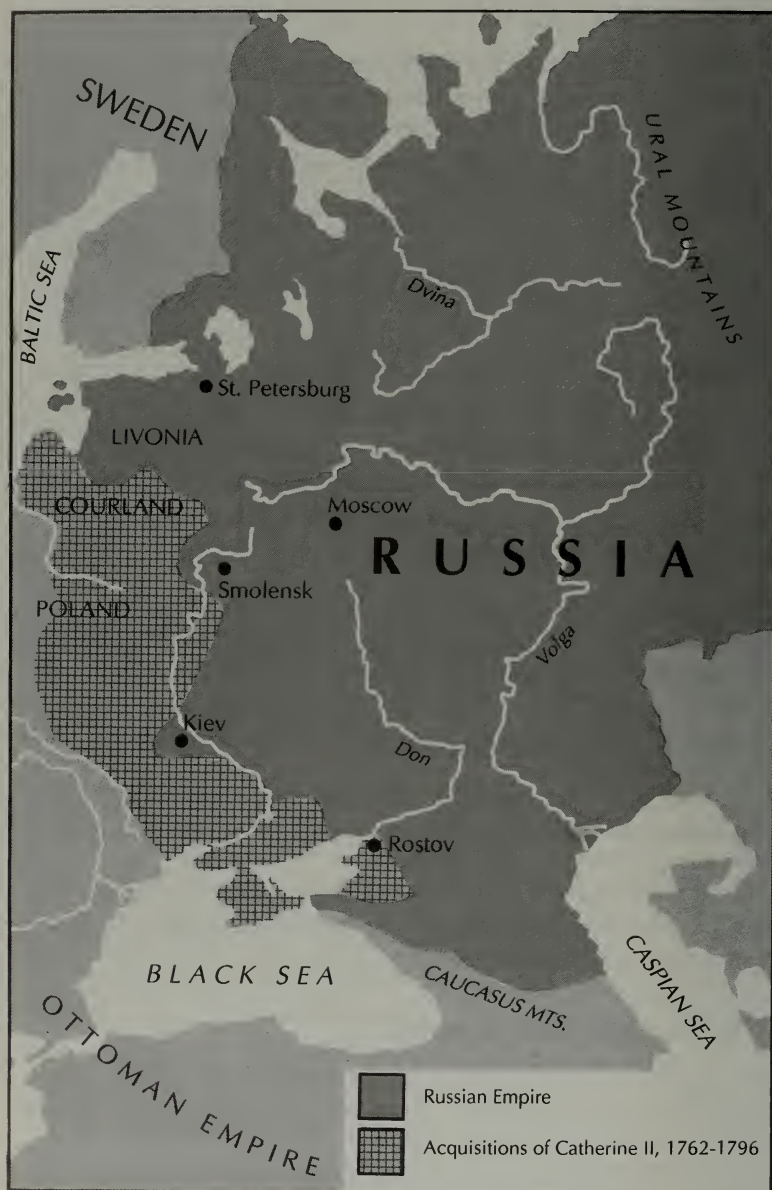 SWEDEN
URAL MOUNTAINS
BALTIC SEA
Dvina
St. Petersburg
LIVONIA
COURLAND
Moscow
RUSSIA
Smolensk
POLAND
Volga
Kiev
Don
Rostov
BLACK SEA
CAUCASUS MTS.
CASPIAN SEA
OTTOMAN EMPIRE
Russian Empire
Acquisitions of Catherine II, 1762-1796